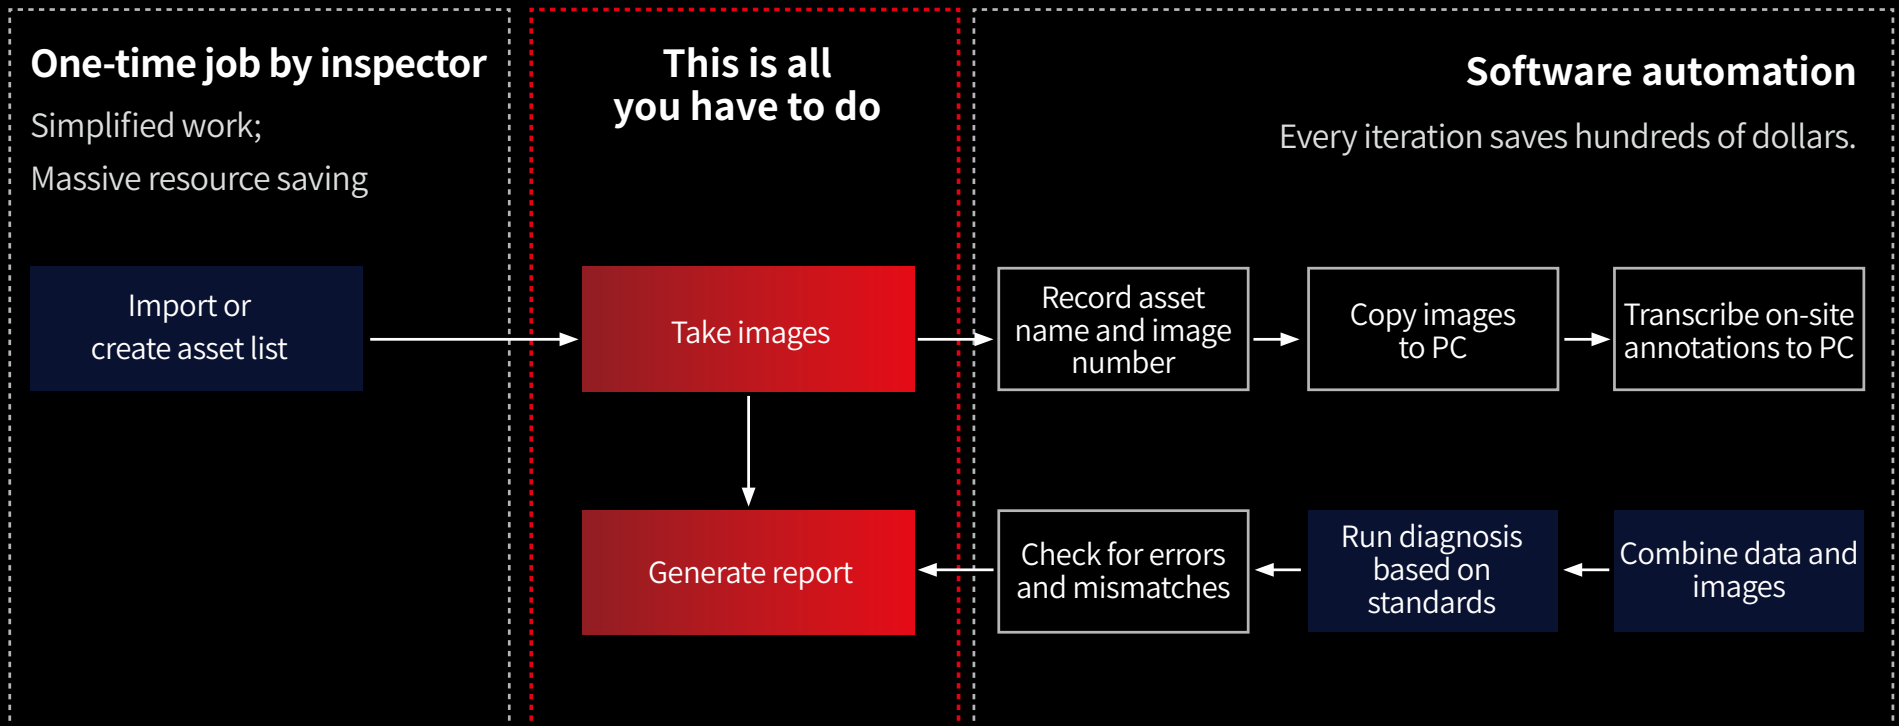 One-time job by inspector
Simplified work;
Massive resource saving
This is all
you have to do
Software automation
Every iteration saves hundreds of dollars.
Import or
create asset list
Take images
Record asset
name and image
number
Copy images
to PC
Transcribe on-site
annotations to PC
Generate report
Check for errors
and mismatches
Run diagnosis
based on
standards
Combine data and
images